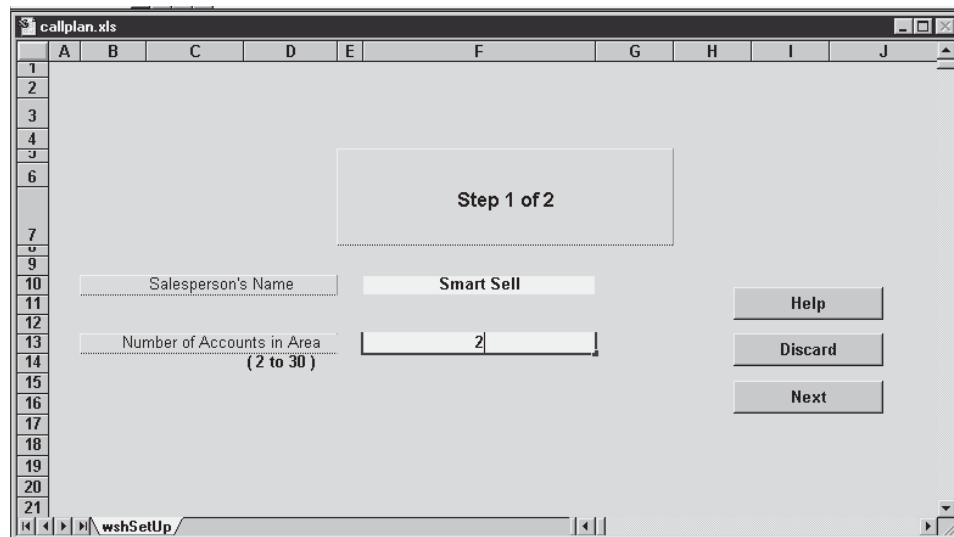 callplan.xls
A B C D E F G H I J
1
2
3
4
5
6
Step 1 of 2
7
8
9
10 Salesperson's Name Smart Sell
11 Help
12
13 Number of Accounts in Area 2
14 ( 2 to 30 ) Discard
15
16 Next
17
18
19
20
21
wshSetUp